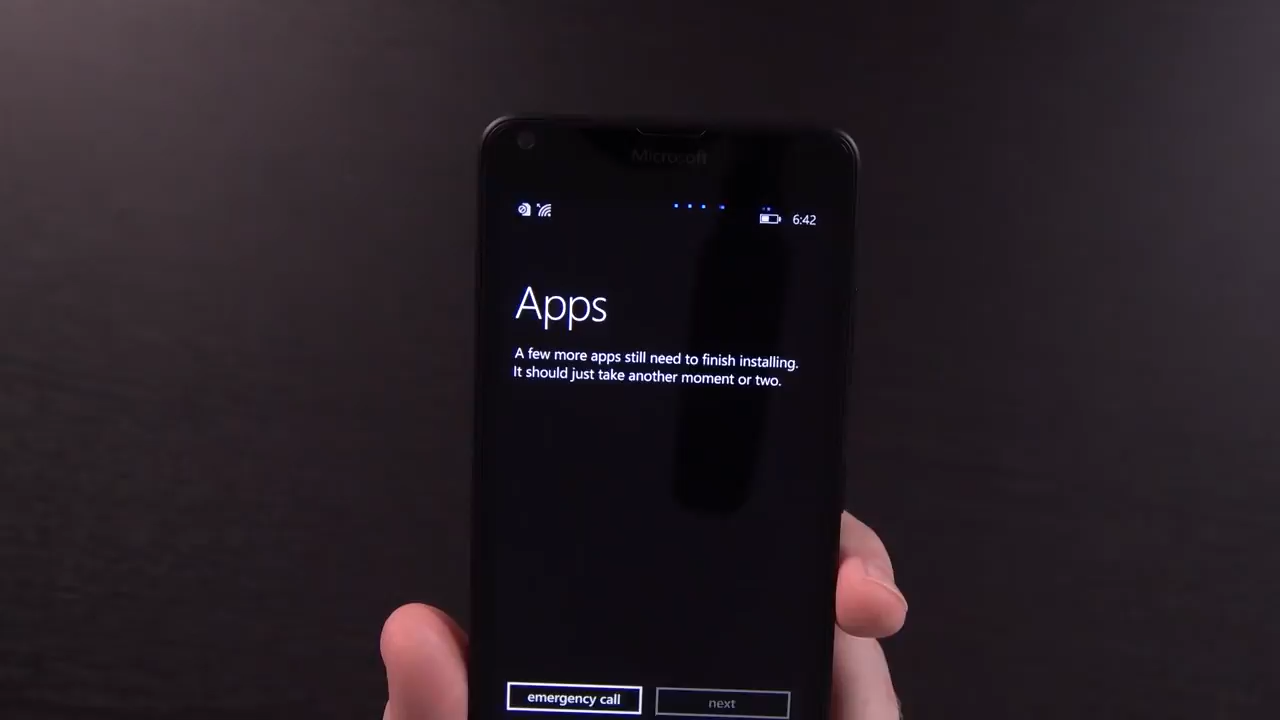 Microsoft
6:42
Apps
A few more apps still need to finish installing.
It should just take another moment or two.
emergency call
next